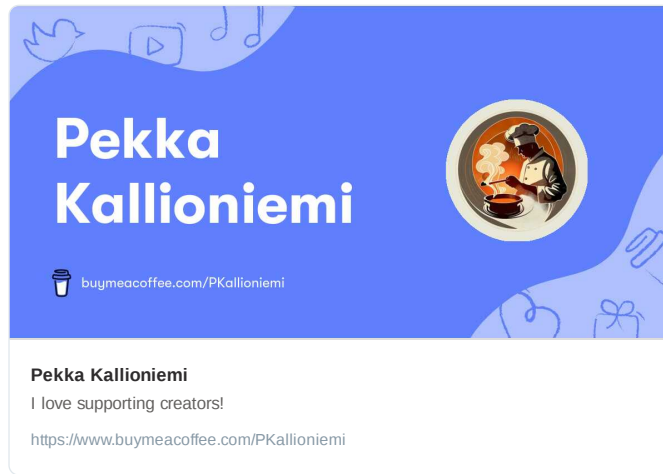 Pekka
Kallioniemi
buymeacoffee.com/PKallioniemi
Pekka Kallioniemi
I love supporting creators!
https://www.buymeacoffee.com/PKallioniemi